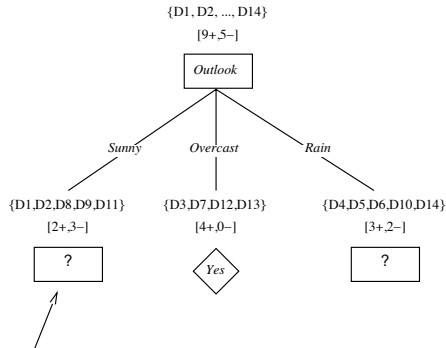 {D1, D2, ..., D14}
[9+,5−]
Outlook
Sunny Overcast Rain
{D1,D2,D8,D9,D11} {D3,D7,D12,D13} {D4,D5,D6,D10,D14}
[2+,3−] [4+,0−] [3+,2−]
? Yes ?